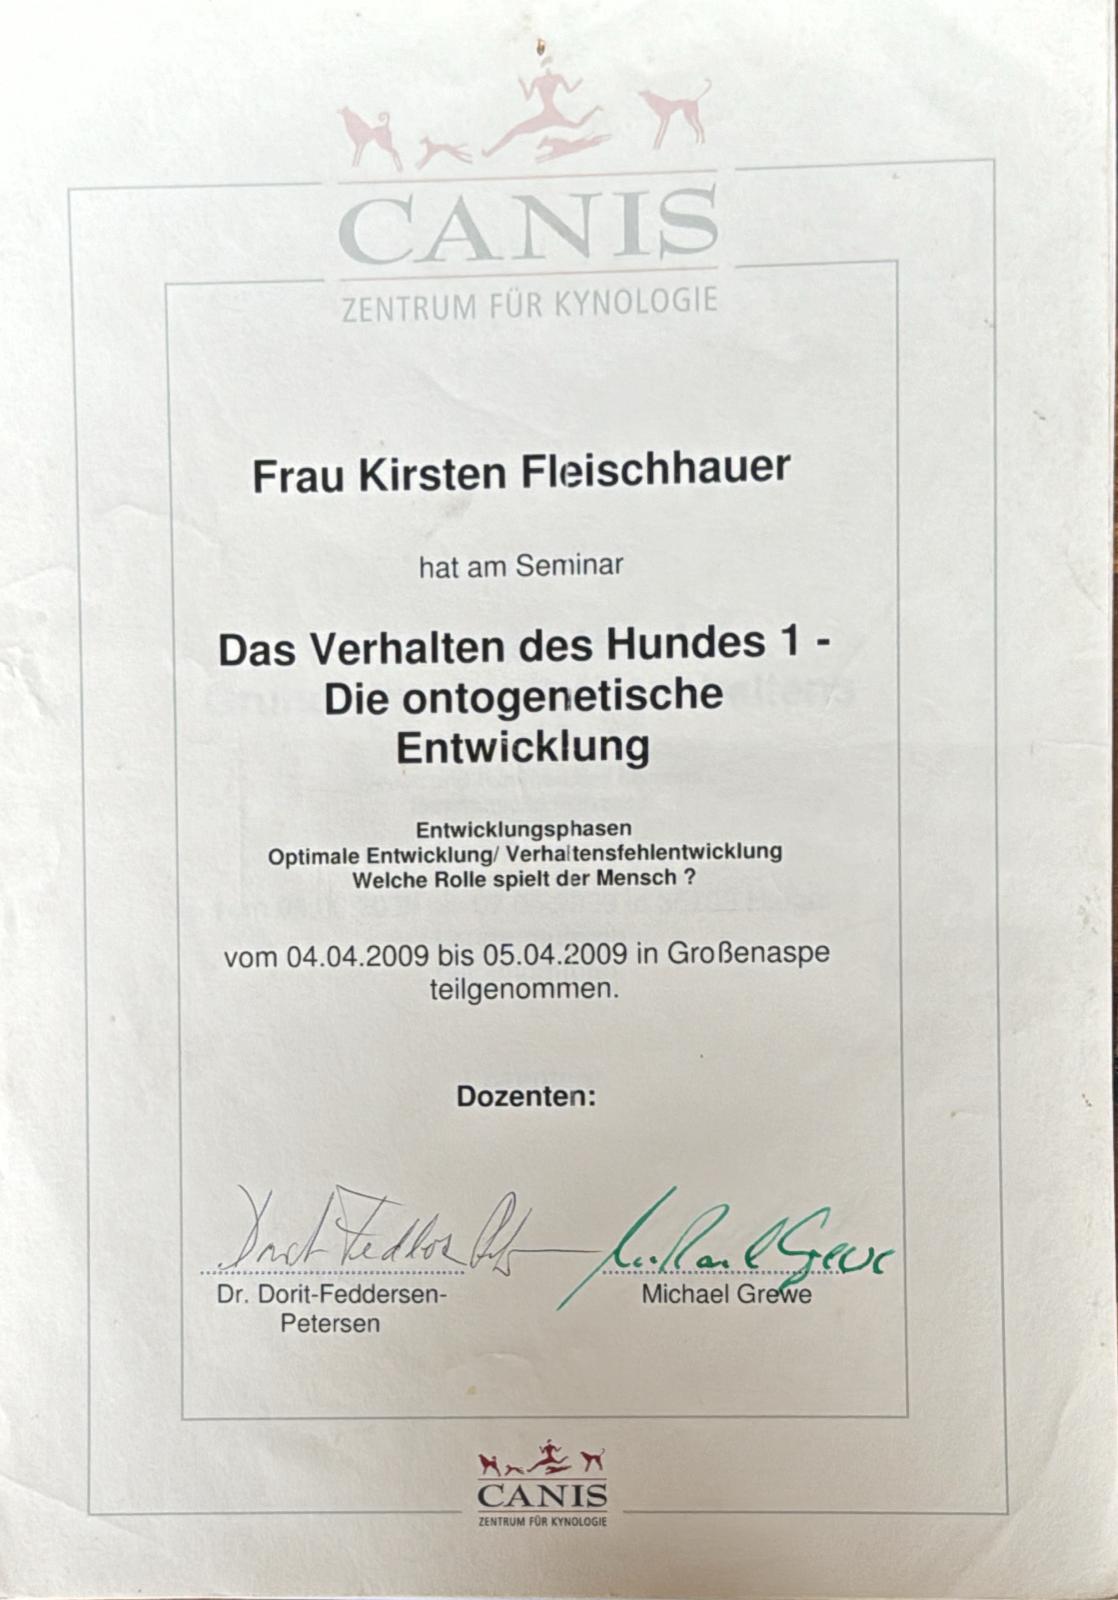 CANIS
ZENTRUM FÜR KYNOLOGIE
Frau Kirsten Fleischhauer
hat am Seminar
Das Verhalten des Hundes 1 -
Die ontogenetische
Entwicklung
Entwicklungsphasen
Optimale Entwicklung/ Verhaltensfehlentwicklung
Welche Rolle spielt der Mensch ?
vom 04.04.2009 bis 05.04.2009 in Großenaspe
teilgenommen.
Dozenten:
Dr. Dorit-Feddersen-
Petersen
Michael Grewe
CANIS
ZENTRUM FÜR KYNOLOGIE